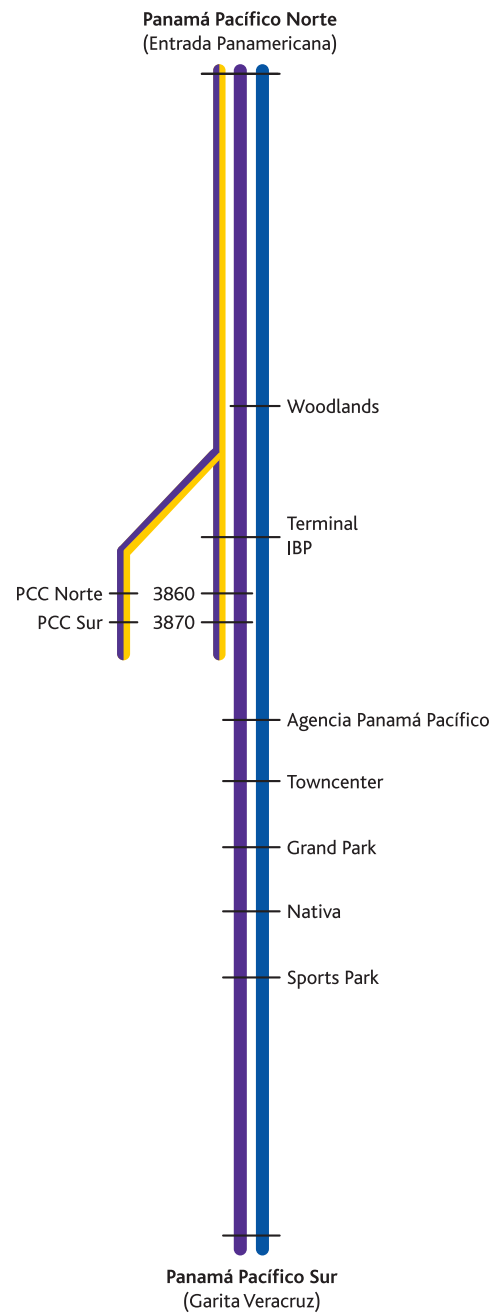 Panamá Pacífico Norte
(Entrada Panamericana)
Woodlands
Terminal
IBP
PCC Norte
3860
PCC Sur
3870
Agencia Panamá Pacífico
Towncenter
Grand Park
Nativa
Sports Park
Panamá Pacífico Sur
(Garita Veracruz)